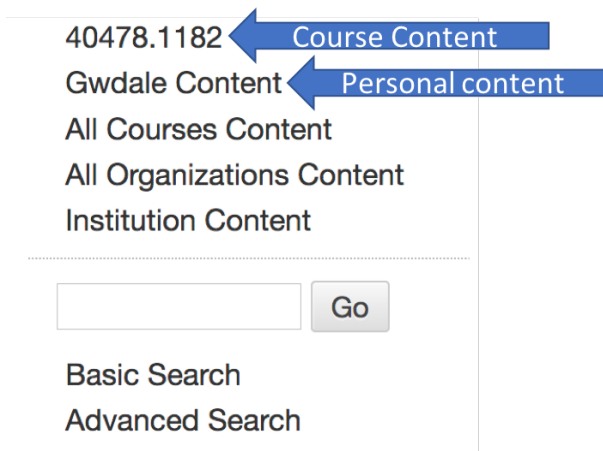 40478.1182 Course Content
Gwdale Content Personal content
All Courses Content
All Organizations Content
Institution Content
Go
Basic Search
Advanced Search